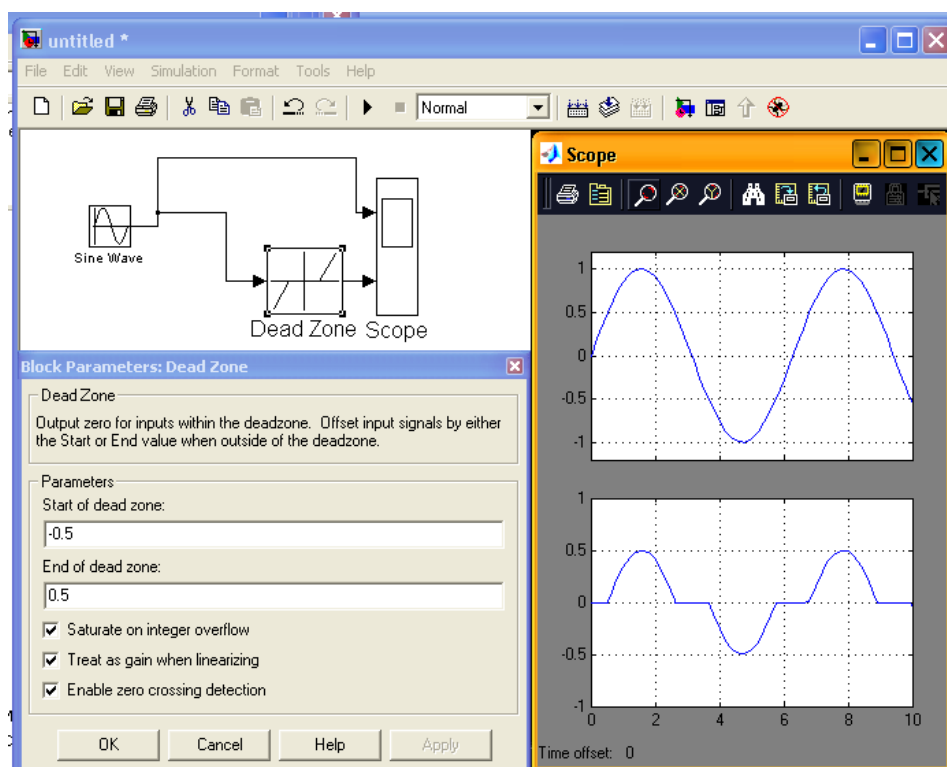 untitled *
File Edit View Simulation Format Tools Help
Normal
Sine Wave
Dead Zone Scope
Block Parameters: Dead Zone
Dead Zone
Output zero for inputs within the deadzone. Offset input signals by either
the Start or End value when outside of the deadzone.
Parameters
Start of dead zone:
-0.5
End of dead zone:
0.5
Saturate on integer overflow
Treat as gain when linearizing
Enable zero crossing detection
OK Cancel Help Apply
Scope
1
0.5
0
-0.5
-1
1
0.5
0
-0.5
-1
0 2 4 6 8 10
Time offset: 0